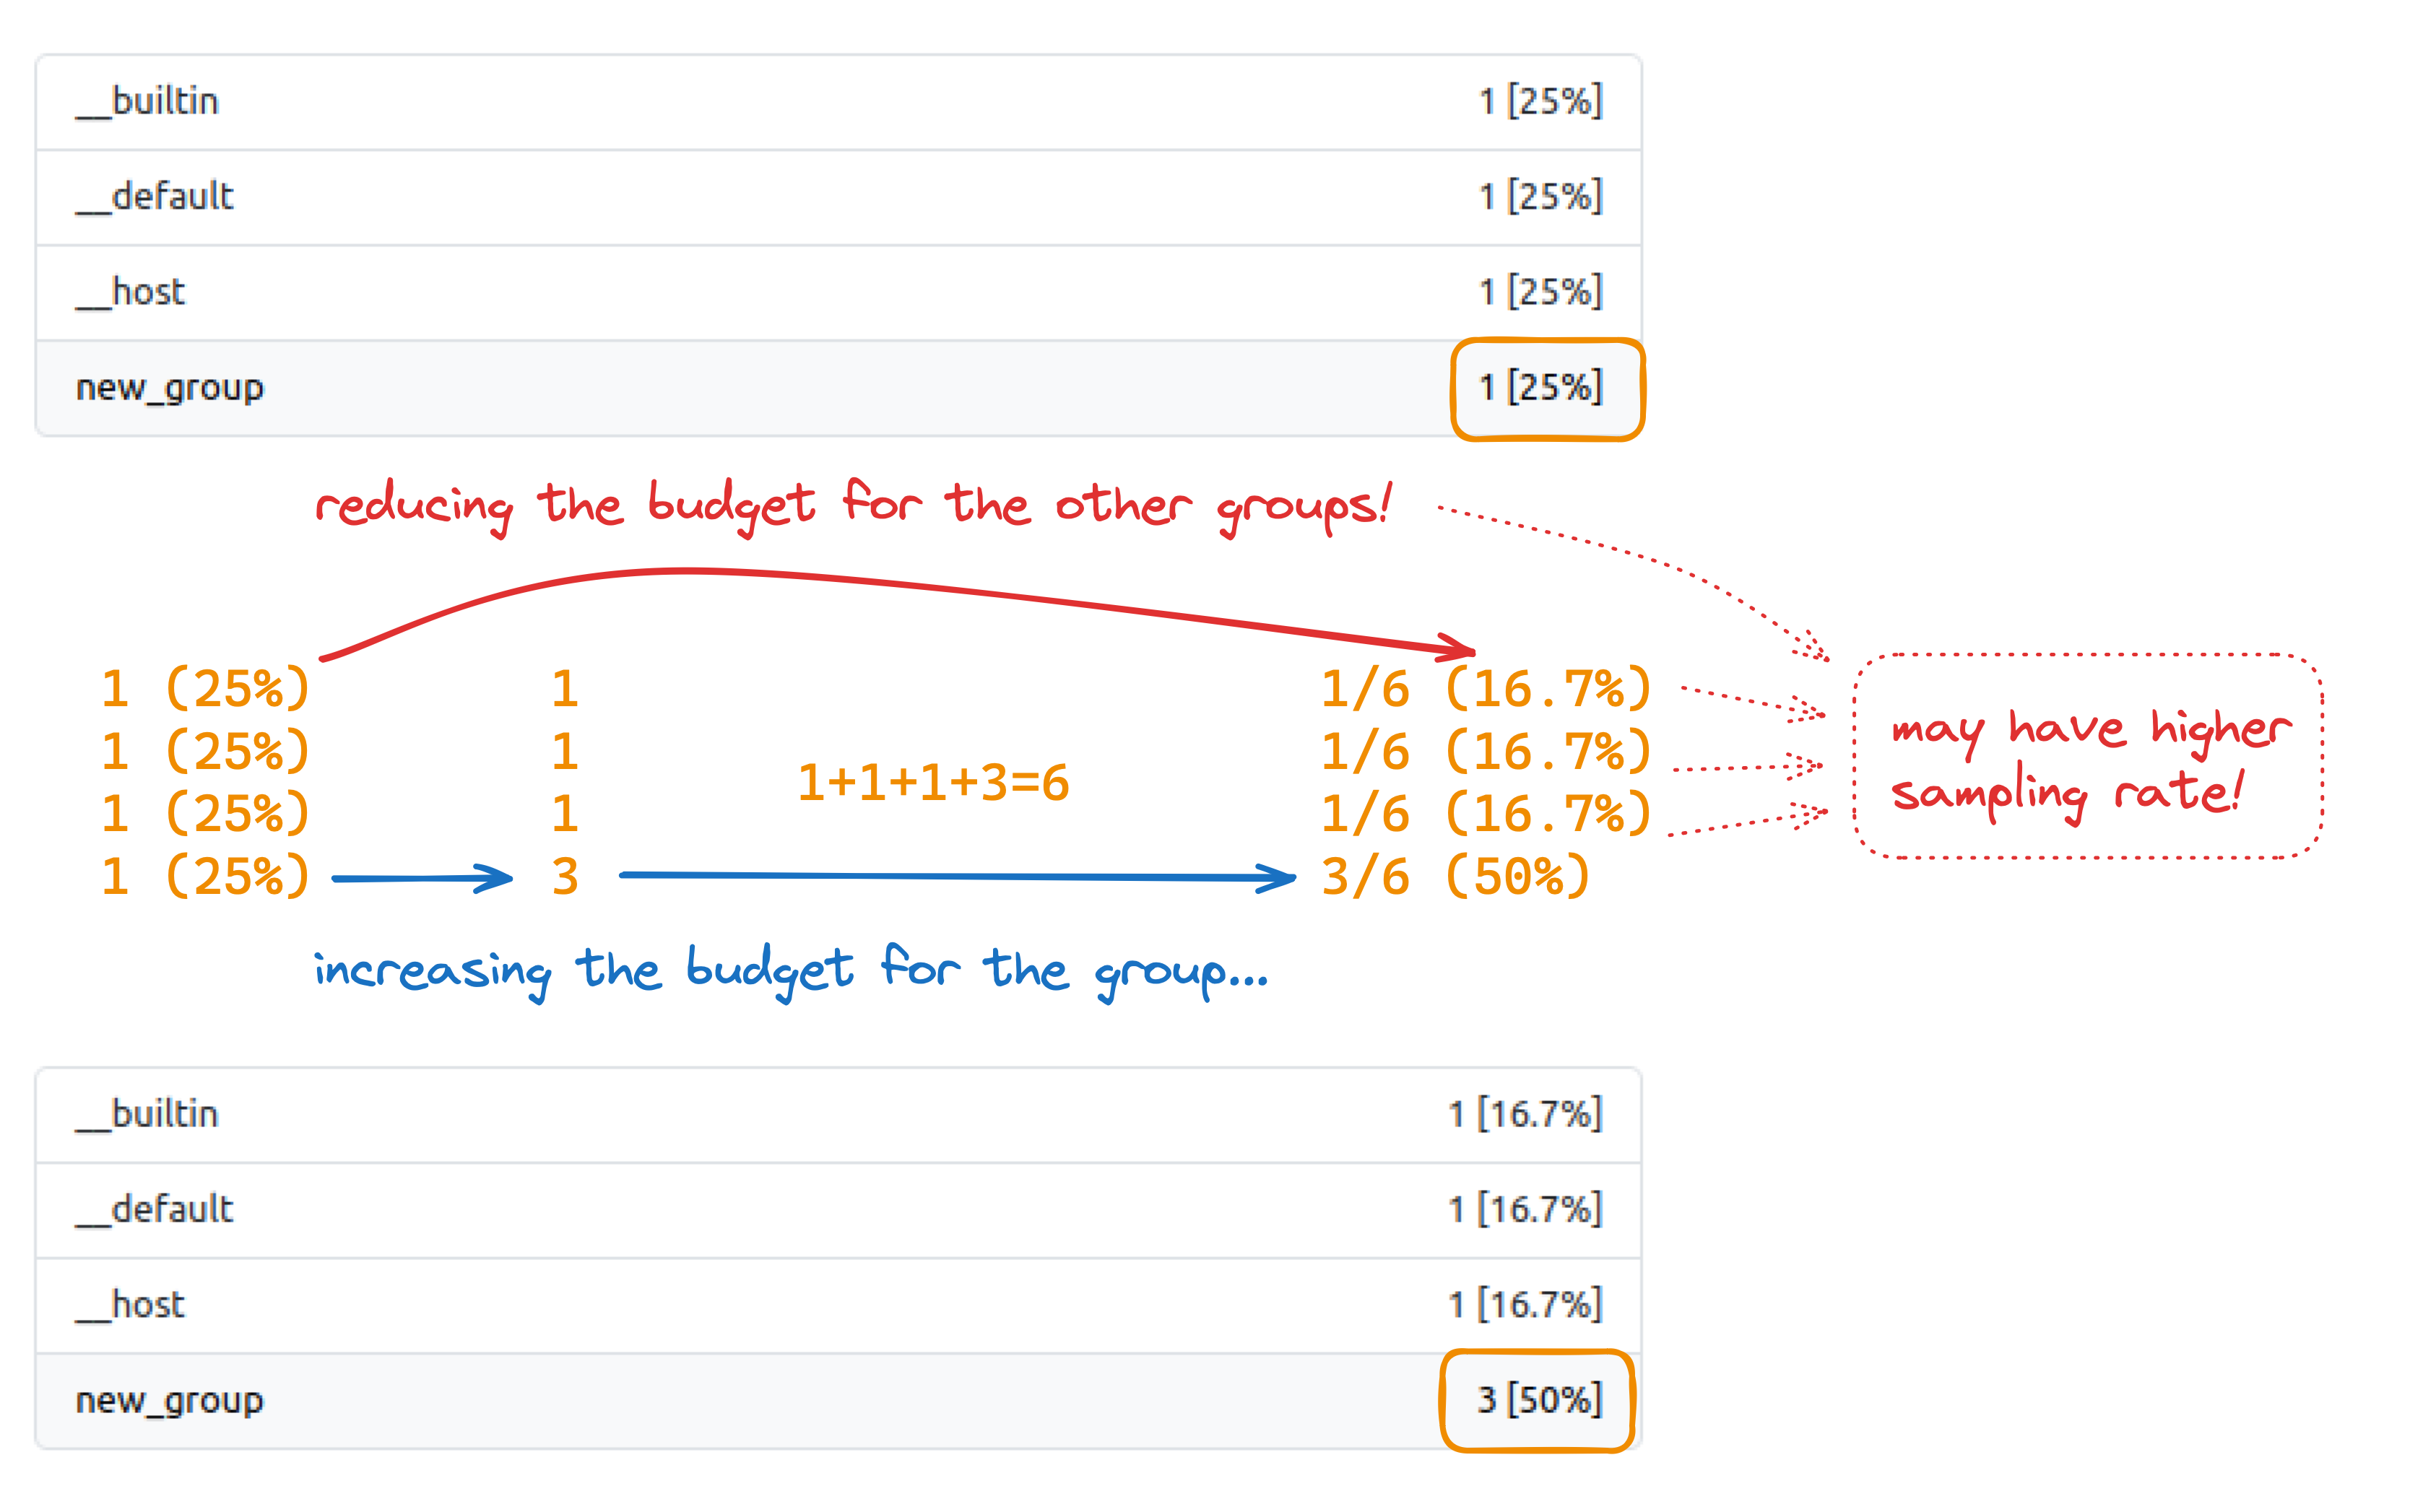 __builtin 1 [25%]
__default 1 [25%]
__host 1 [25%]
new_group 1 [25%]
reducing the budget for the other groups!
1 (25%) 1 1/6 (16.7%)
1 (25%) 1 1/6 (16.7%)
1+1+1+3=6
1 (25%) 1 1/6 (16.7%)
1 (25%) 3 3/6 (50%)
may have higher
sampling rate!
increasing the budget for the group...
__builtin 1 [16.7%]
__default 1 [16.7%]
__host 1 [16.7%]
new_group 3 [50%]